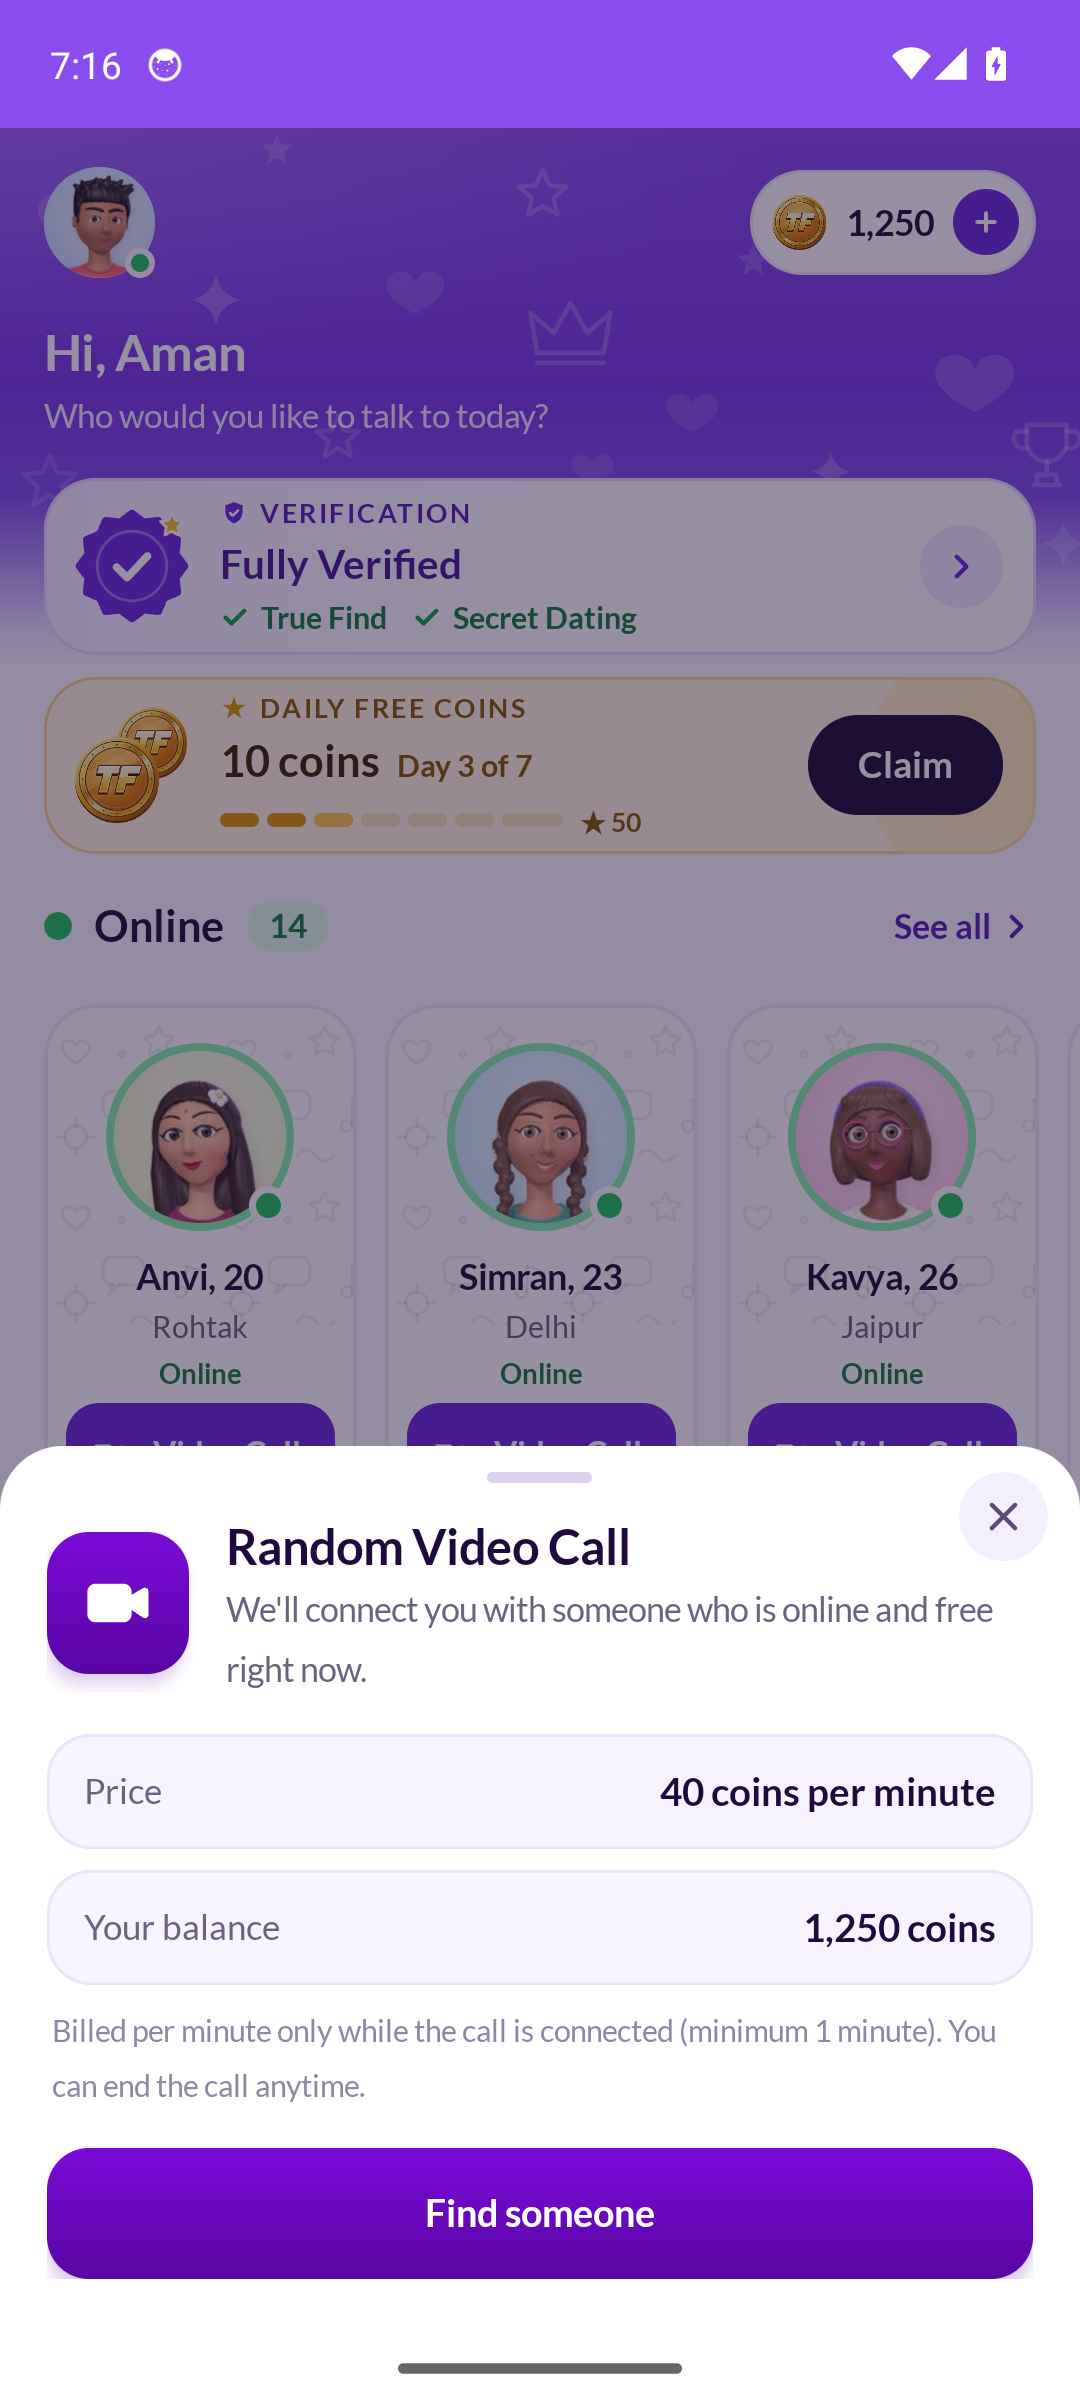 7:16
1,250
Hi, Aman
Who would you like to talk to today?
VERIFICATION
Fully Verified
True Find
Secret Dating
DAILY FREE COINS
10 coins Day 3 of 7
★ 50
Claim
Online 14
See all
Anvi, 20
Rohtak
Online
Simran, 23
Delhi
Online
Kavya, 26
Jaipur
Online
Random Video Call
We'll connect you with someone who is online and free
right now.
Price
40 coins per minute
Your balance
1,250 coins
Billed per minute only while the call is connected (minimum 1 minute). You
can end the call anytime.
Find someone